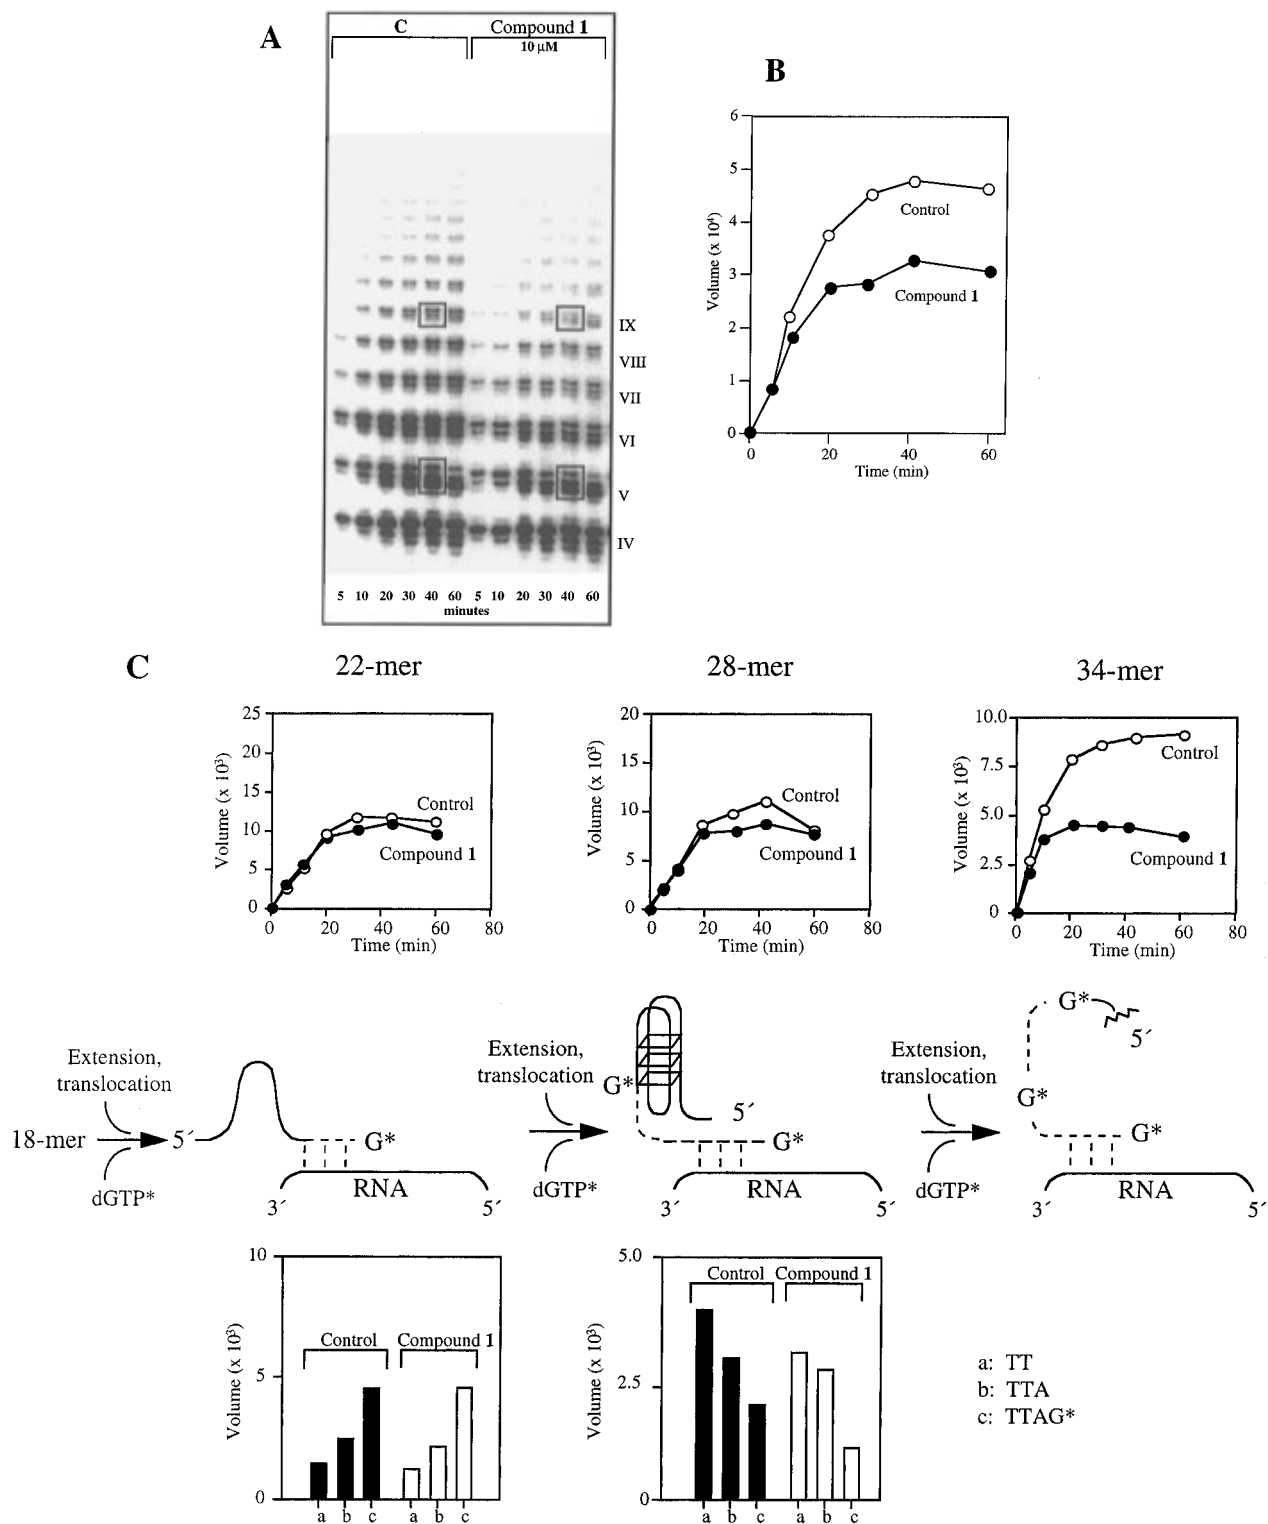 A
C
Compound 1
10 µM
IX
VIII
VII
VI
V
IV
5 10 20 30 40 60 5 10 20 30 40 60
minutes
B
6
5
4
3
2
1
0
Volume (x 10⁴)
Control
Compound 1
0 20 40 60
Time (min)
C
22-mer
28-mer
34-mer
25
20
15
10
5
0
Volume (x 10³)
Control
Compound 1
0 20 40 60 80
Time (min)
20
15
10
5
0
Volume (x 10³)
Control
Compound 1
0 20 40 60 80
Time (min)
10.0
7.5
5.0
2.5
0
Volume (x 10³)
Control
Compound 1
0 20 40 60 80
Time (min)
18-mer
Extension,
translocation
dGTP*
5´
G*
RNA
3´
5´
Extension,
translocation
dGTP*
G*
5´
G*
RNA
3´
5´
Extension,
translocation
dGTP*
G*
5´
G*
G*
RNA
3´
5´
10
5
0
Volume (x 10³)
Control
Compound 1
a b c a b c
5.0
2.5
0
Volume (x 10³)
Control
Compound 1
a b c a b c
a: TT
b: TTA
c: TTAG*